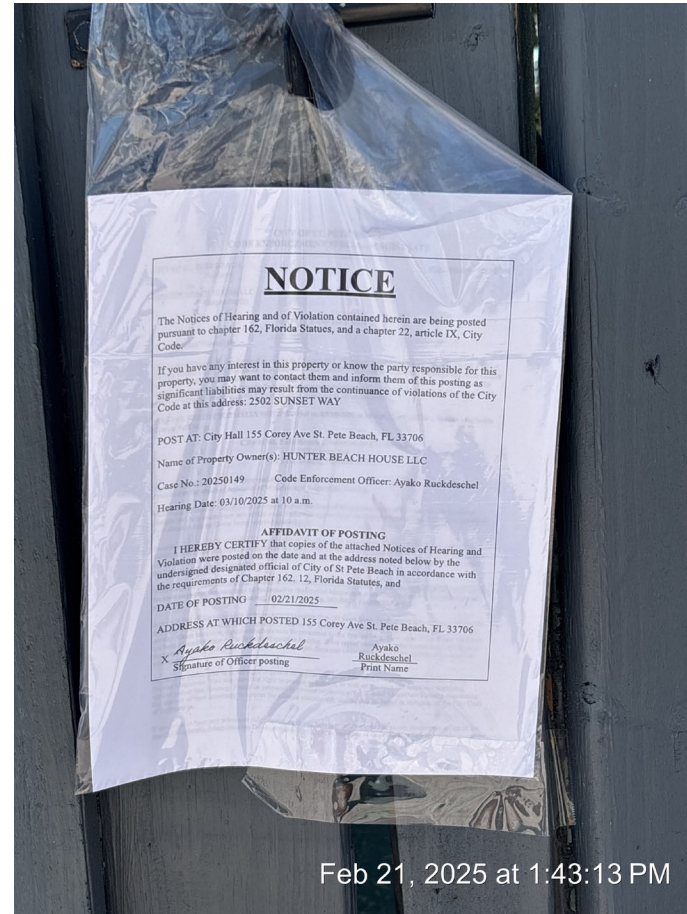 NOTICE
The Notices of Hearing and of Violation contained herein are being posted
pursuant to chapter 162, Florida Statues, and a chapter 22, article IX, City
Code.
If you have any interest in this property or know the party responsible for this
property, you may want to contact them and inform them of this posting as
significant liabilities may result from the continuance of violations of the City
Code at this address: 2502 SUNSET WAY
POST AT: City Hall 155 Corey Ave St. Pete Beach, FL 33706
Name of Property Owner(s): HUNTER BEACH HOUSE LLC
Case No.: 20250149 Code Enforcement Officer: Ayako Ruckdeschel
Hearing Date: 03/10/2025 at 10 a.m.
AFFIDAVIT OF POSTING
I HEREBY CERTIFY that copies of the attached Notices of Hearing and
Violation were posted on the date and at the address noted below by the
undersigned designated official of City of St Pete Beach in accordance with
the requirements of Chapter 162. 12, Florida Statutes, and
DATE OF POSTING 02/21/2025
ADDRESS AT WHICH POSTED 155 Corey Ave St. Pete Beach, FL 33706
X Ayako Ruckdeschel
Signature of Officer posting
Ayako
Ruckdeschel
Print Name
Feb 21, 2025 at 1:43:13 PM